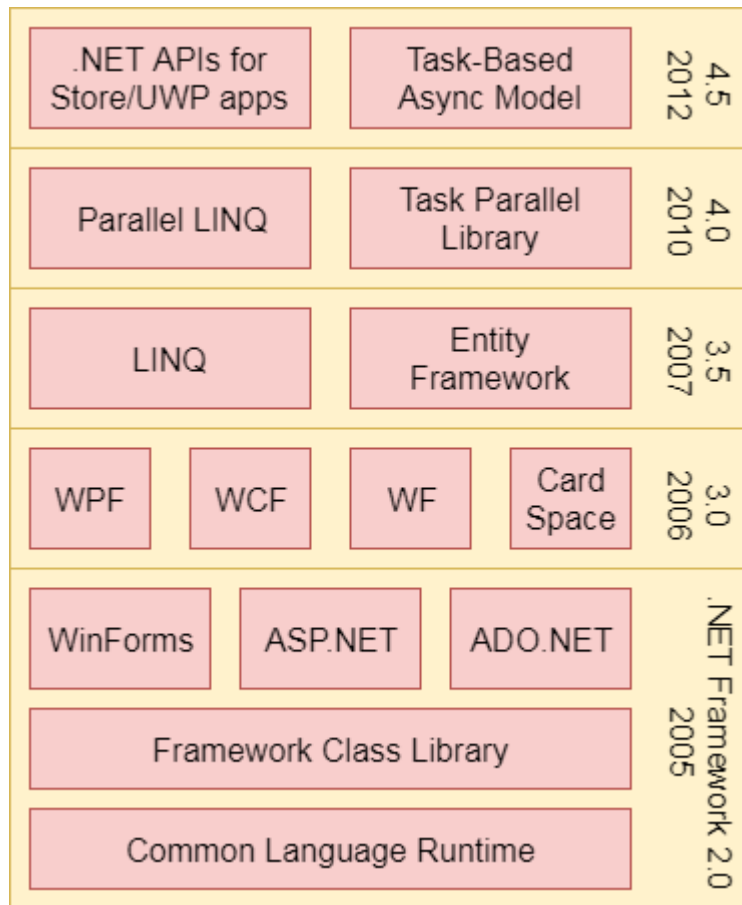 .NET APIs for
Store/UWP apps
Task-Based
Async Model
4.5
2012
Parallel LINQ
Task Parallel
Library
4.0
2010
LINQ
Entity
Framework
3.5
2007
WPF
WCF
WF
Card
Space
3.0
2006
WinForms
ASP.NET
ADO.NET
Framework Class Library
Common Language Runtime
.NET Framework 2.0
2005